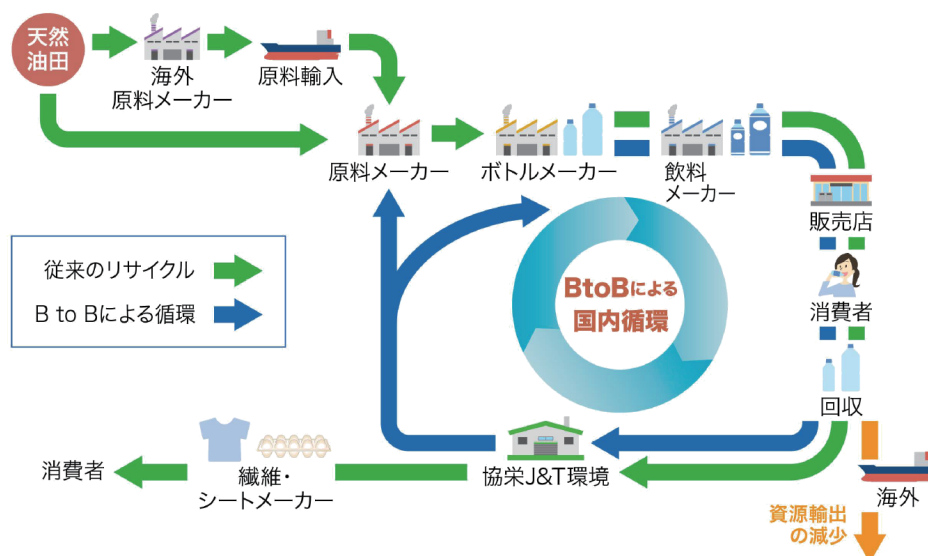 天然
油田
海外
原料メーカー
原料輸入
原料メーカー
ボトルメーカー
飲料
メーカー
販売店
従来のリサイクル
B to Bによる循環
BtoBによる
国内循環
消費者
回収
消費者
繊維・
シートメーカー
協栄J&T環境
海外
資源輸出
の減少